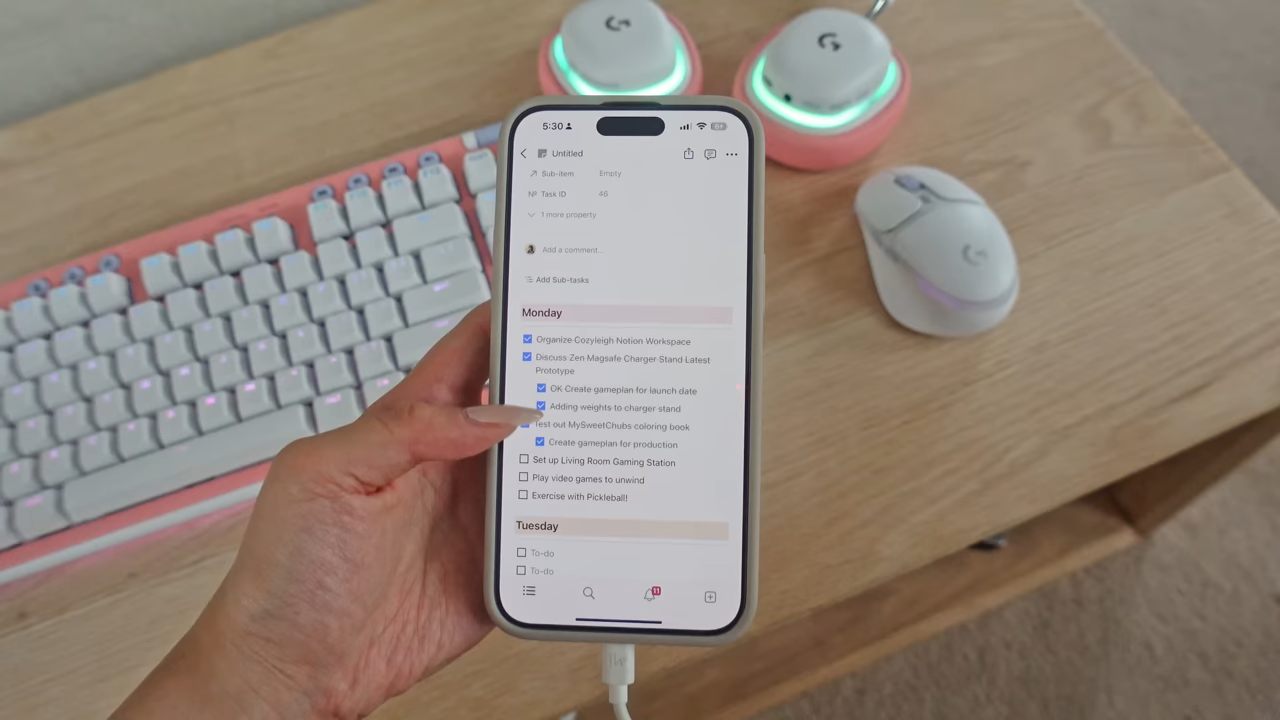 5:30
Untitled
Sub-item Empty
Nº Task ID 46
1 more property
Add a comment...
Add Sub-tasks
Monday
Organize Cozyleigh Notion Workspace
Discuss Zen Magsafe Charger Stand Latest
Prototype
OK Create gameplan for launch date
Adding weights to charger stand
Test out MySweetChubs coloring book
Create gameplan for production
Set up Living Room Gaming Station
Play video games to unwind
Exercise with Pickleball!
Tuesday
To-do
To-do